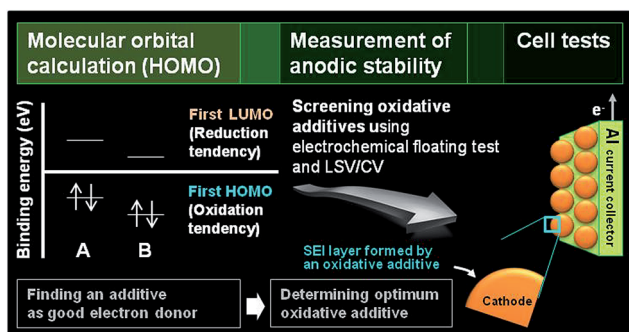 Molecular orbital
calculation (HOMO)
Measurement of
anodic stability
Cell tests
Binding energy (eV)
First LUMO
(Reduction
tendency)
First HOMO
(Oxidation
tendency)
A
B
Screening oxidative
additives using
electrochemical floating test
and LSV/CV
e-
Al
current collector
SEI layer formed by
an oxidative additive
Cathode
Finding an additive
as good electron donor
Determining optimum
oxidative additive